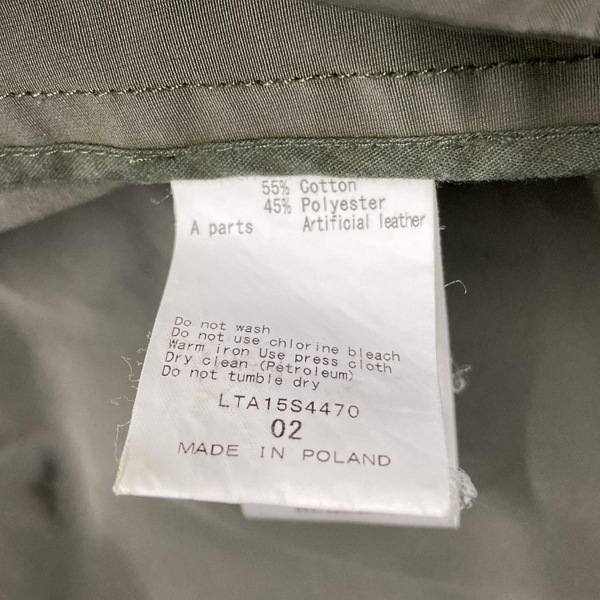 55% Cotton
45% Polyester
A parts Artificial leather
Do not wash
Do not use chlorine bleach
Warm iron Use press cloth
Dry clean (Petroleum)
Do not tumble dry
LTA15S4470
02
MADE IN POLAND